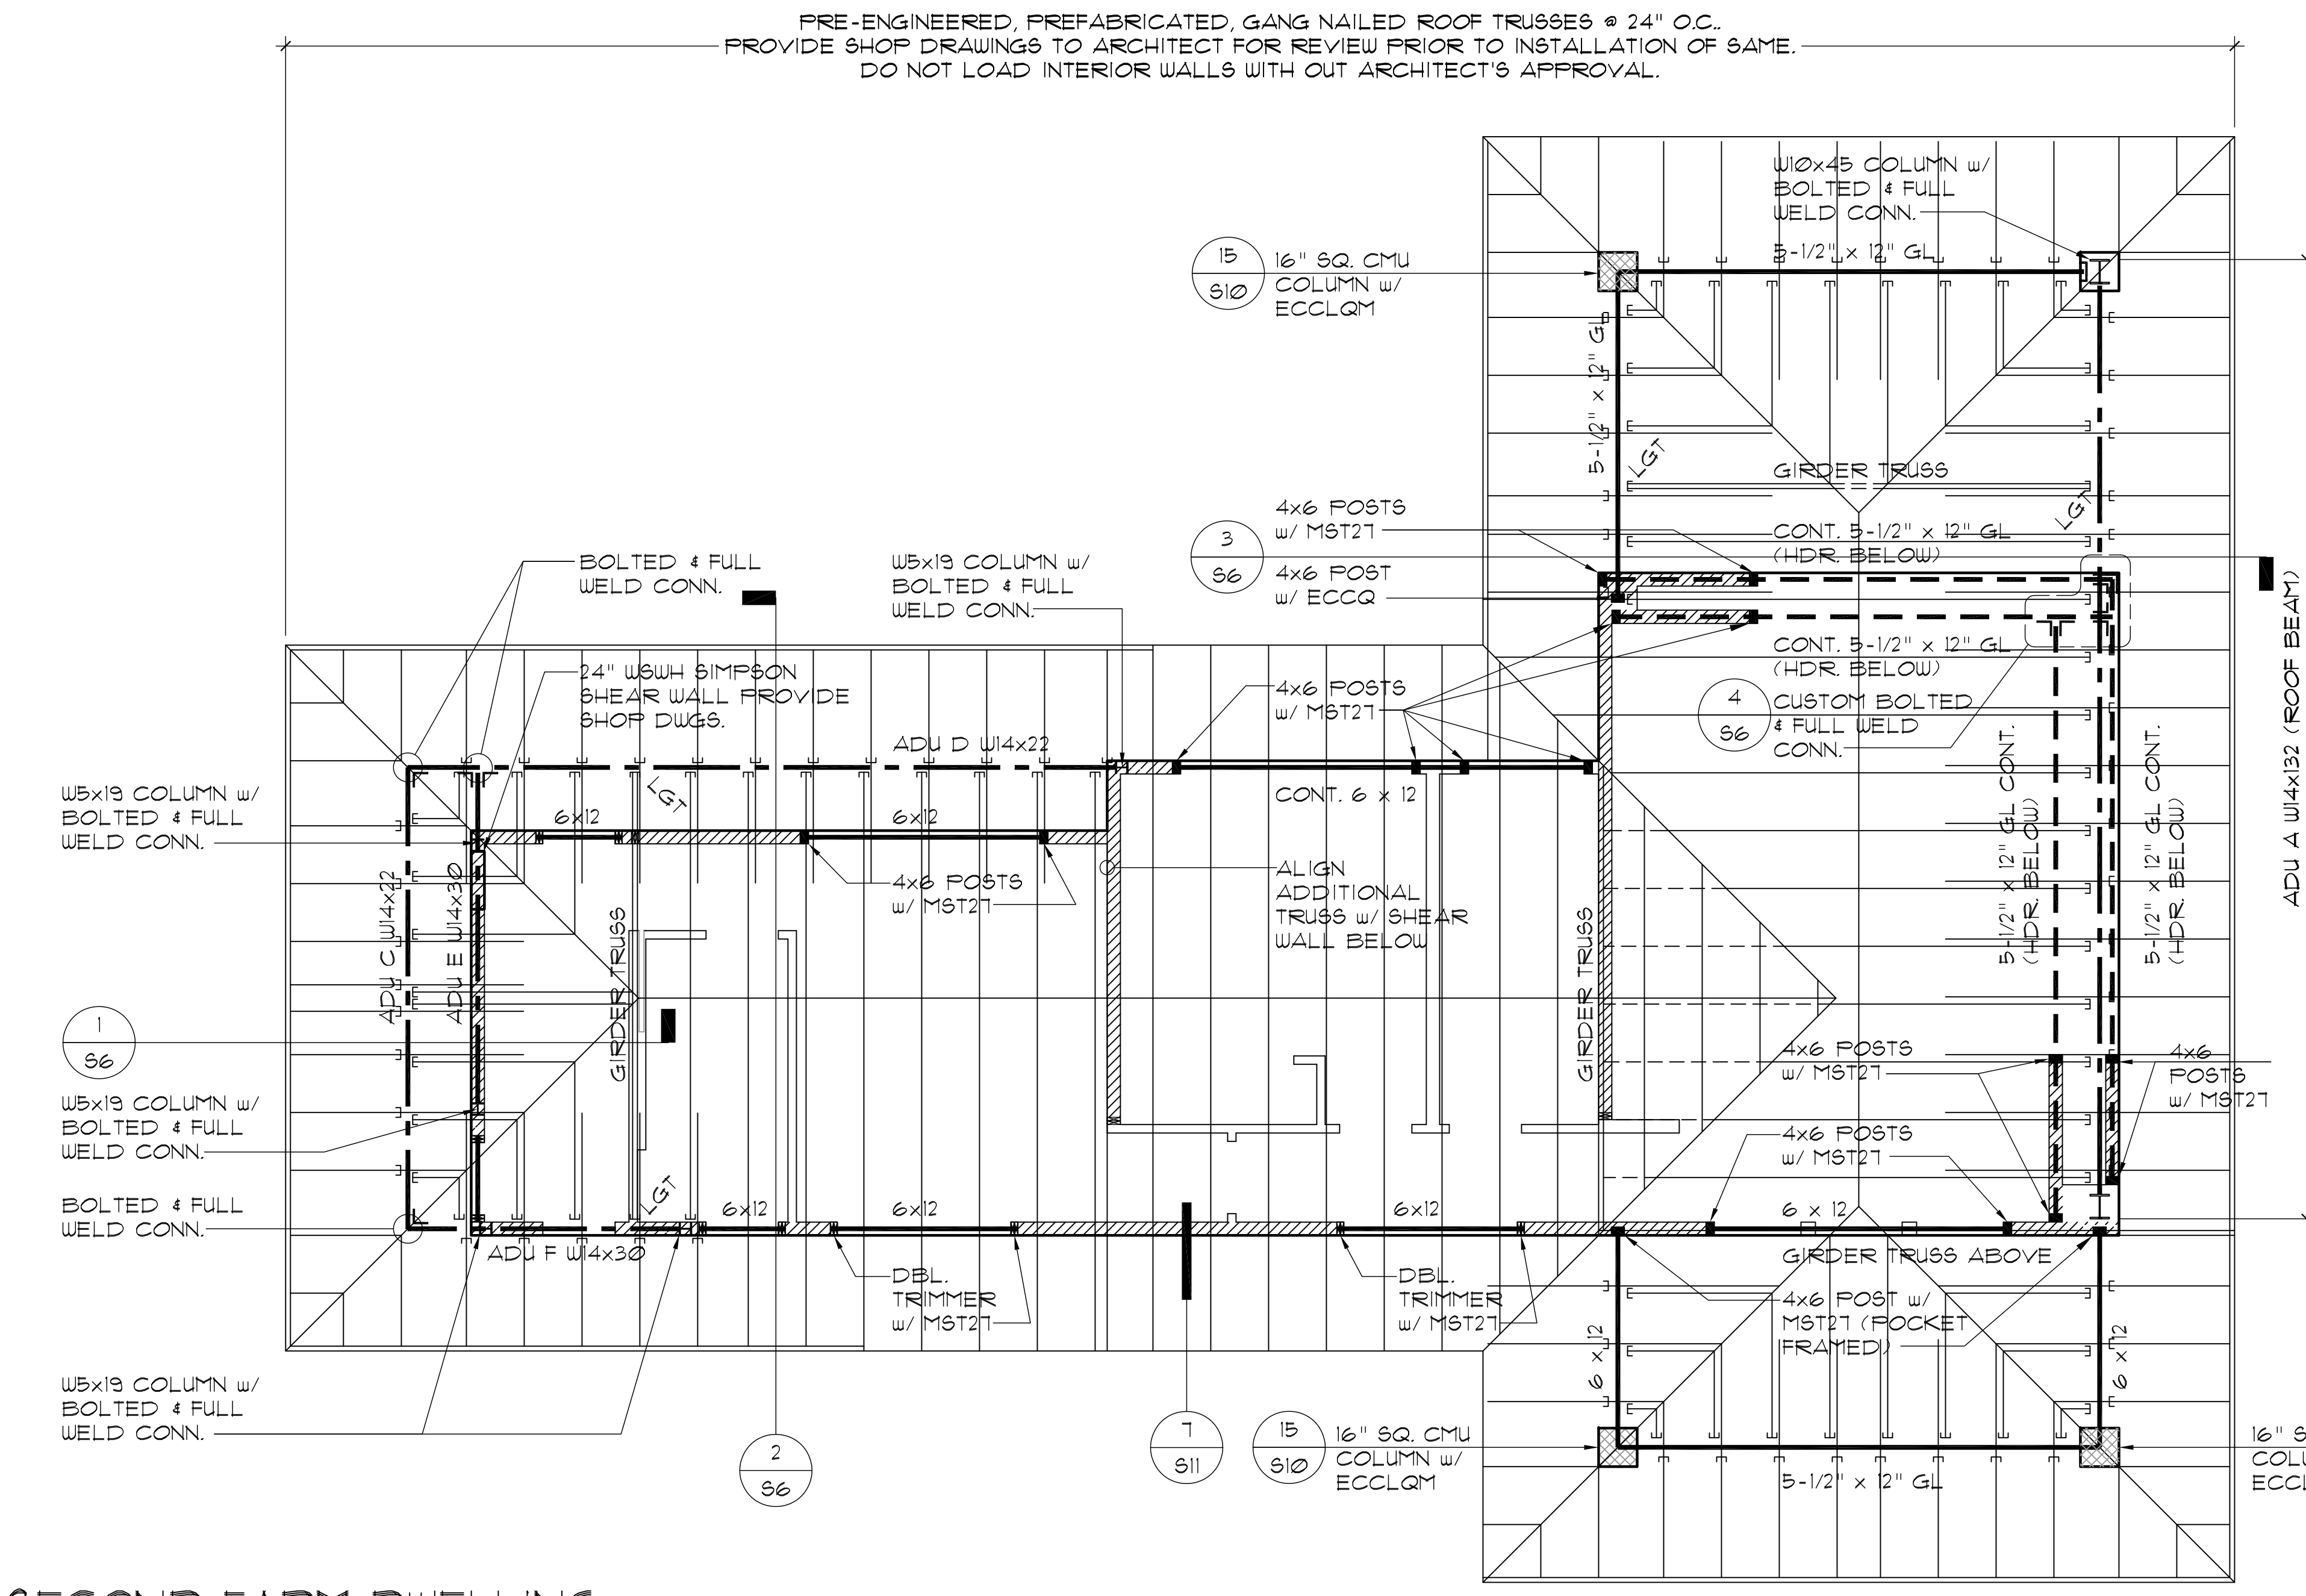 PRE-ENGINEERED, PREFABRICATED, GANG NAILED ROOF TRUSSES @ 24" O.C..
PROVIDE SHOP DRAWINGS TO ARCHITECT FOR REVIEW PRIOR TO INSTALLATION OF SAME.
DO NOT LOAD INTERIOR WALLS WITH OUT ARCHITECT'S APPROVAL.
W10x45 COLUMN w/
BOLTED & FULL
WELD CONN.
5-1/2" x 12" GL
15
S10
16" SQ. CMU
COLUMN w/
ECCLQM
5-1/2" x 12" GL
LGT
GIRDER TRUSS
LGT
4x6 POSTS
w/ MST27
3
S6
4x6 POST
w/ ECCQ
CONT. 5-1/2" x 12" GL
(HDR. BELOW)
CONT. 5-1/2" x 12" GL
(HDR. BELOW)
4
S6
CUSTOM BOLTED
& FULL WELD
CONN.
5-1/2" x 12" GL CONT.
(HDR. BELOW)
5-1/2" x 12" GL CONT.
(HDR. BELOW)
ADU A W14x132 (ROOF BEAM)
BOLTED & FULL
WELD CONN.
W5x19 COLUMN w/
BOLTED & FULL
WELD CONN.
24" WSWH SIMPSON
SHEAR WALL PROVIDE
SHOP DWGS.
4x6 POSTS
w/ MST27
ADU D W14x22
LGT
CONT. 6 x 12
W5x19 COLUMN w/
BOLTED & FULL
WELD CONN.
6x12
6x12
4x6 POSTS
w/ MST27
ALIGN
ADDITIONAL
TRUSS w/ SHEAR
WALL BELOW
ADU C W14x22
ADU E W14x30
GIRDER TRUSS
GIRDER TRUSS
1
S6
4x6 POSTS
w/ MST27
4x6
POSTS
w/ MST27
W5x19 COLUMN w/
BOLTED & FULL
WELD CONN.
4x6 POSTS
w/ MST27
BOLTED & FULL
WELD CONN.
LGT
6x12
6x12
6x12
6 x 12
ADU F W14x30
GIRDER TRUSS ABOVE
DBL.
TRIMMER
w/ MST27
DBL.
TRIMMER
w/ MST27
4x6 POST w/
MST27 (POCKET
FRAMED)
6 x 12
6 x 12
W5x19 COLUMN w/
BOLTED & FULL
WELD CONN.
2
S6
7
S11
15
S10
16" SQ. CMU
COLUMN w/
ECCLQM
5-1/2" x 12" GL
16" S
COLU
ECCL
SECOND FARM DWELLING